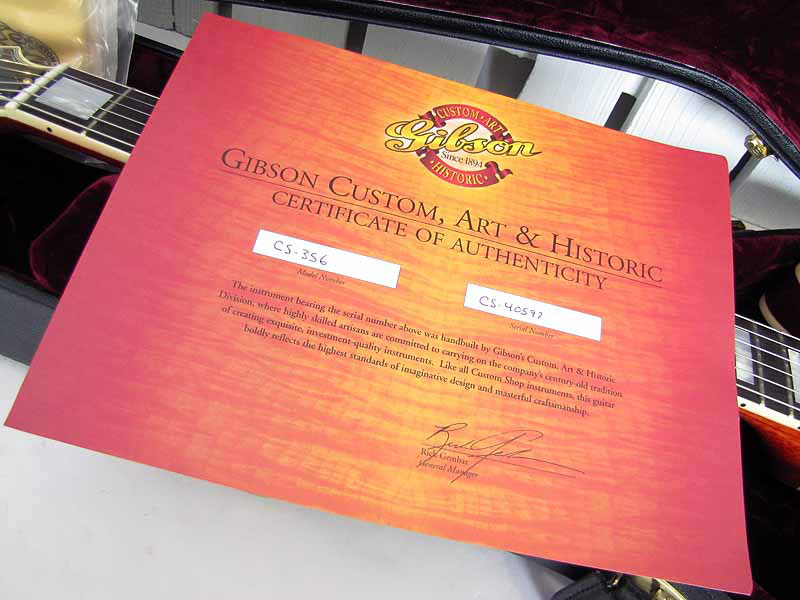 CUSTOM • ART
Gibson
Since 1894
HISTORIC
GIBSON CUSTOM, ART & HISTORIC
CERTIFICATE OF AUTHENTICITY
CS-356
Model Number
CS-40597
Serial Number
The instrument bearing the serial number above was handbuilt by Gibson's Custom, Art & Historic
Division, where highly skilled artisans are committed to carrying on the company's century-old tradition
of creating exquisite, investment-quality instruments. Like all Custom Shop instruments, this guitar
boldly reflects the highest standards of imaginative design and masterful craftsmanship.
Rick Gembar
General Manager